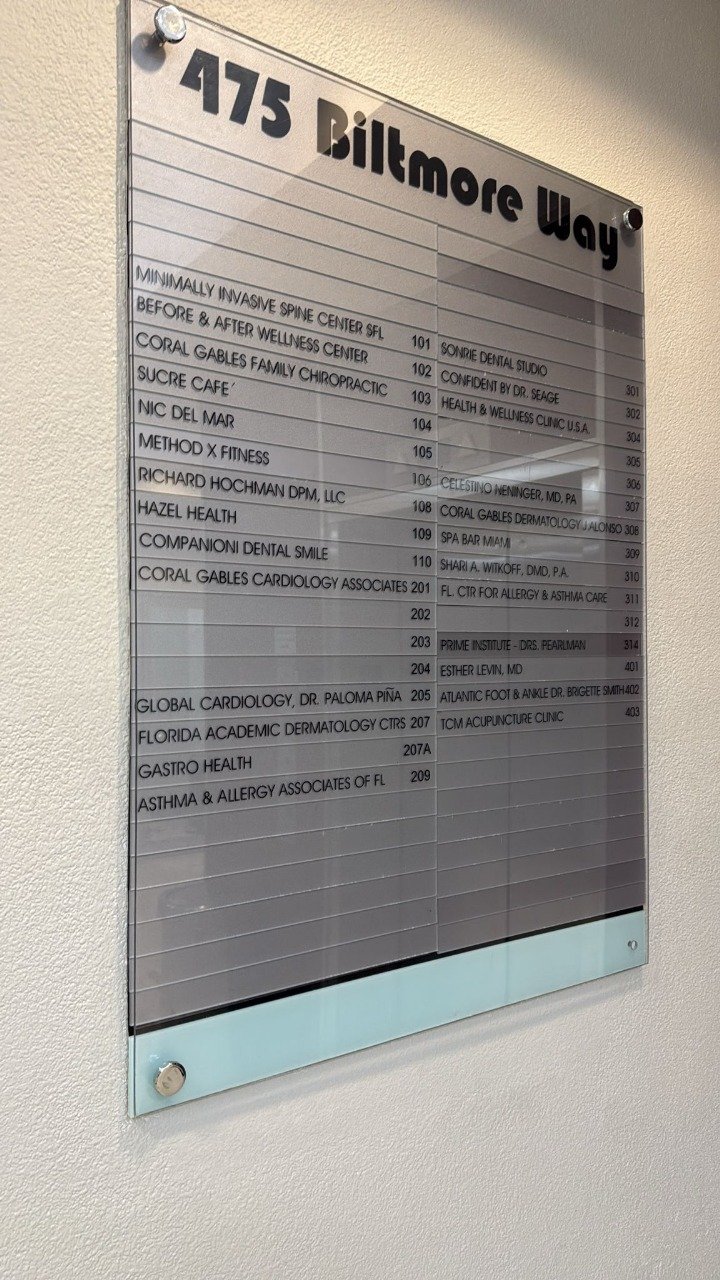 475 Biltmore Way
MINIMALLY INVASIVE SPINE CENTER SFL 101
BEFORE & AFTER WELLNESS CENTER 102
CORAL GABLES FAMILY CHIROPRACTIC 103
SUCRE CAFE´ 104
NIC DEL MAR 105
METHOD X FITNESS 106
RICHARD HOCHMAN DPM, LLC 108
HAZEL HEALTH 109
COMPANIONI DENTAL SMILE 110
CORAL GABLES CARDIOLOGY ASSOCIATES 201
202
203
204
GLOBAL CARDIOLOGY, DR. PALOMA PIÑA 205
FLORIDA ACADEMIC DERMATOLOGY CTRS 207
GASTRO HEALTH 207A
ASTHMA & ALLERGY ASSOCIATES OF FL 209
SONRIE DENTAL STUDIO 301
CONFIDENT BY DR. SEAGE 302
HEALTH & WELLNESS CLINIC U.S.A. 304
305
306
CELESTINO NENINGER, MD, PA 307
CORAL GABLES DERMATOLOGY J.ALONSO 308
SPA BAR MIAMI 309
SHARI A. WITKOFF, DMD, P.A. 310
FL. CTR FOR ALLERGY & ASTHMA CARE 311
312
PRIME INSTITUTE - DRS. PEARLMAN 314
ESTHER LEVIN, MD 401
ATLANTIC FOOT & ANKLE DR. BRIGETTE SMITH 402
TCM ACUPUNCTURE CLINIC 403